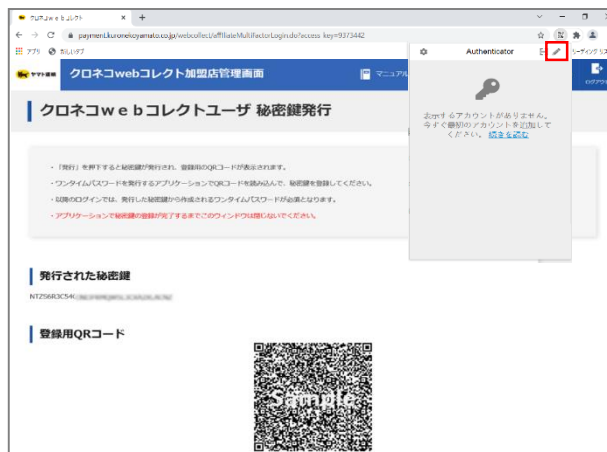 クロネコwebコレクト
payment.kuronekoyamato.co.jp/webcollect/affiliateMultifactorLogin.do?access key=9373442
アプリ
Authenticator
ヤマト運輸
クロネコwebコレクト加盟店管理画面
マニュアル
ログアウト
表示するアカウントがありません。
今すぐ最初のアカウントを追加して
ください。 続きを読む
クロネコｗｅｂコレクトユーザ 秘密鍵発行
・「発行」を押下すると秘密鍵が発行され、登録用のQRコードが表示されます。
・ワンタイムパスワードを発行するアプリケーションでQRコードを読み込んで、秘密鍵を登録してください。
・以降のログインでは、発行した秘密鍵から作成されるワンタイムパスワードが必須となります。
・アプリケーションで秘密鍵の登録が完了するまでこのウィンドウは閉じないでください。
発行された秘密鍵
登録用QRコード
Sample